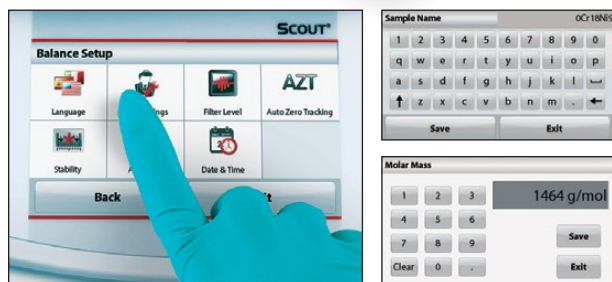 SCOUT
Balance Setup
AZT
Language
ngs
Filter Level
Auto Zero Tracking
Stability
A
Date & Time
Back
t
Sample Name
0Cr18Nis
1 2 3 4 5 6 7 8 9 0
q w e r t y u i o p
a s d f g h j k l
z x c v b n m .
Save
Exit
Molar Mass
1 2 3
1464 g/mol
4 5 6
7 8 9
Save
Clear 0 .
Exit